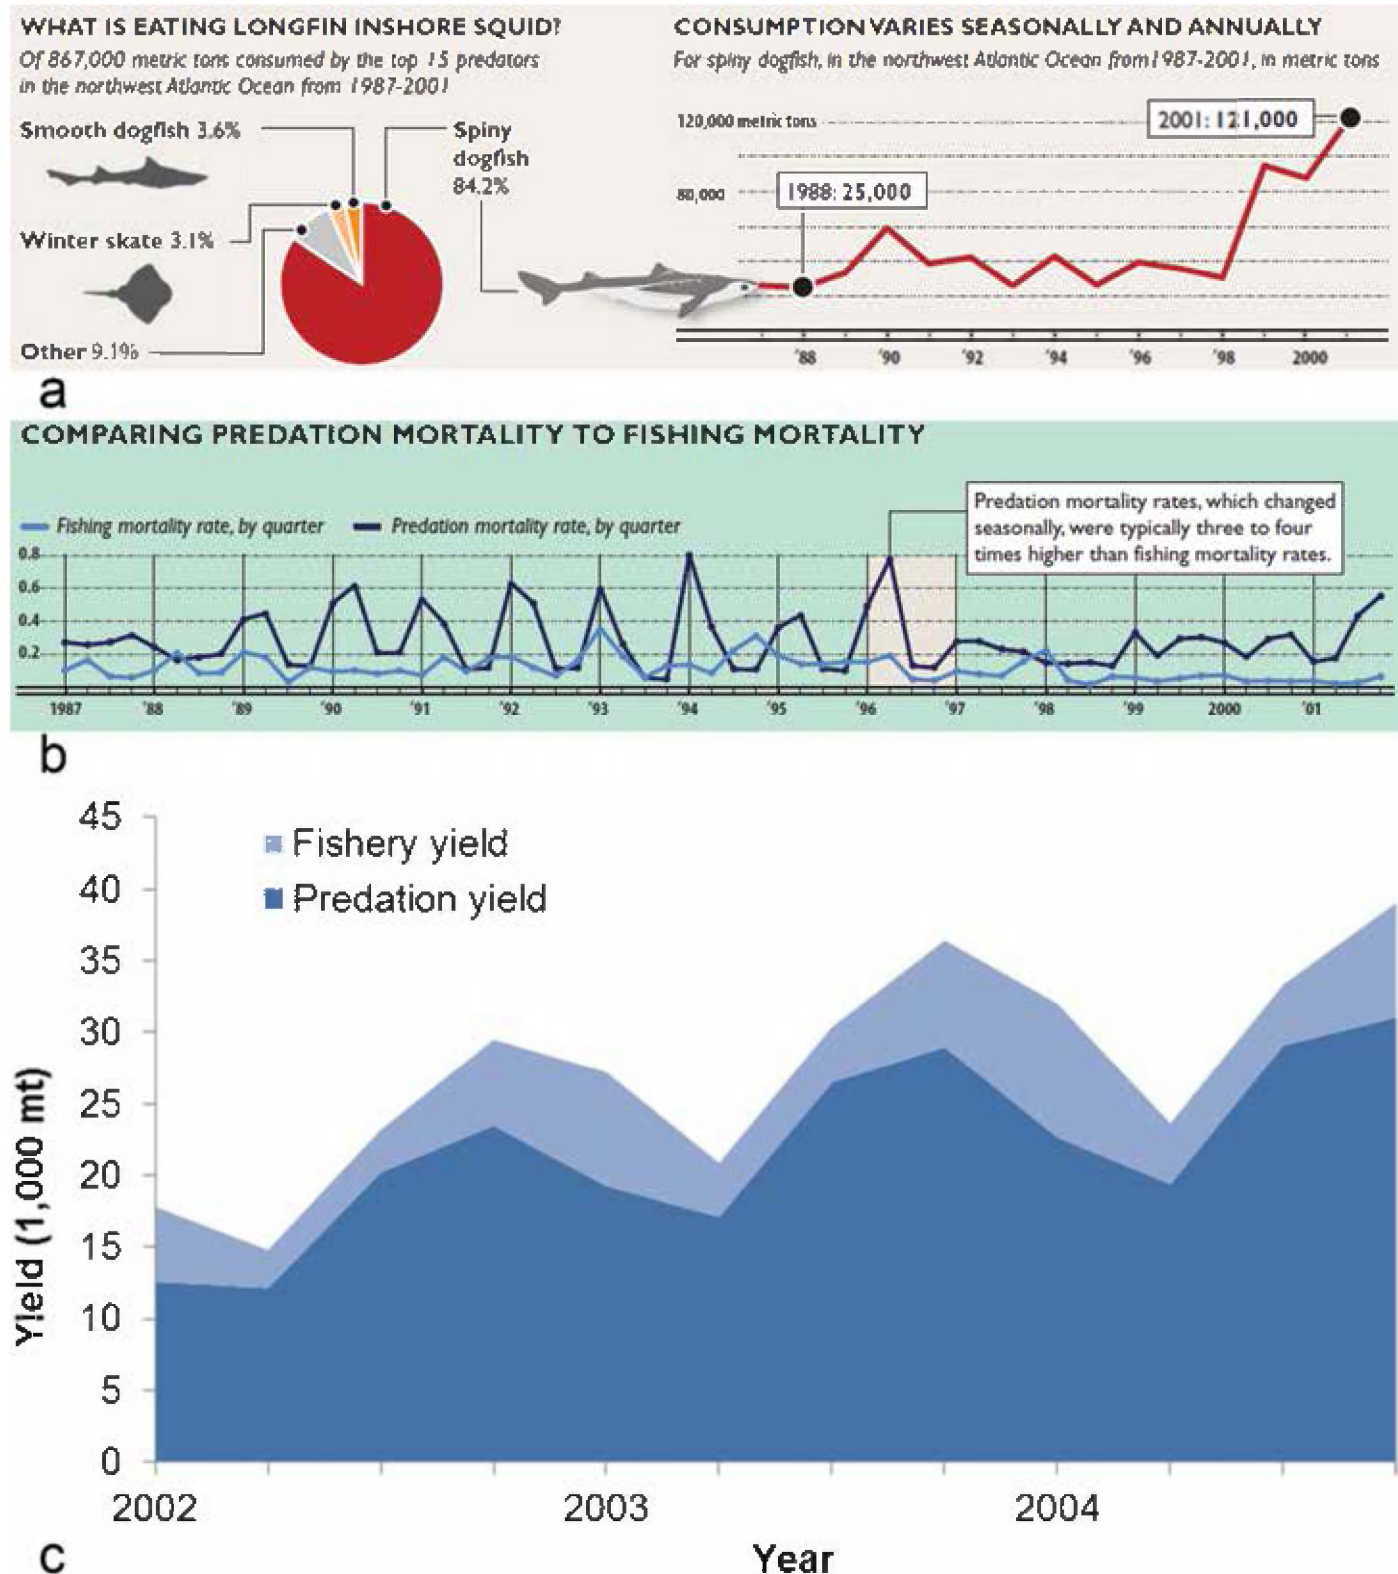 WHAT IS EATING LONGFIN INSHORE SQUID?
Of 867,000 metric tons consumed by the top 15 predators
in the northwest Atlantic Ocean from 1987-2001
Smooth dogfish 3.6%
Spiny
dogfish
84.2%
Winter skate 3.1%
Other 9.1%
CONSUMPTION VARIES SEASONALLY AND ANNUALLY
For spiny dogfish, in the northwest Atlantic Ocean from 1987-2001, in metric tons
120,000 metric tons
2001: 121,000
80,000
1988: 25,000
'88 '90 '92 '94 '96 '98 2000
a
COMPARING PREDATION MORTALITY TO FISHING MORTALITY
Predation mortality rates, which changed
seasonally, were typically three to four
times higher than fishing mortality rates.
Fishing mortality rate, by quarter Predation mortality rate, by quarter
0.8
0.6
0.4
0.2
1987 '88 '89 '90 '91 '92 '93 '94 '95 '96 '97 '98 '99 2000 '01
b
45
40
35
30
25
20
15
10
5
0
Fishery yield
Predation yield
Yield (1,000 mt)
2002 2003 2004
Year
c